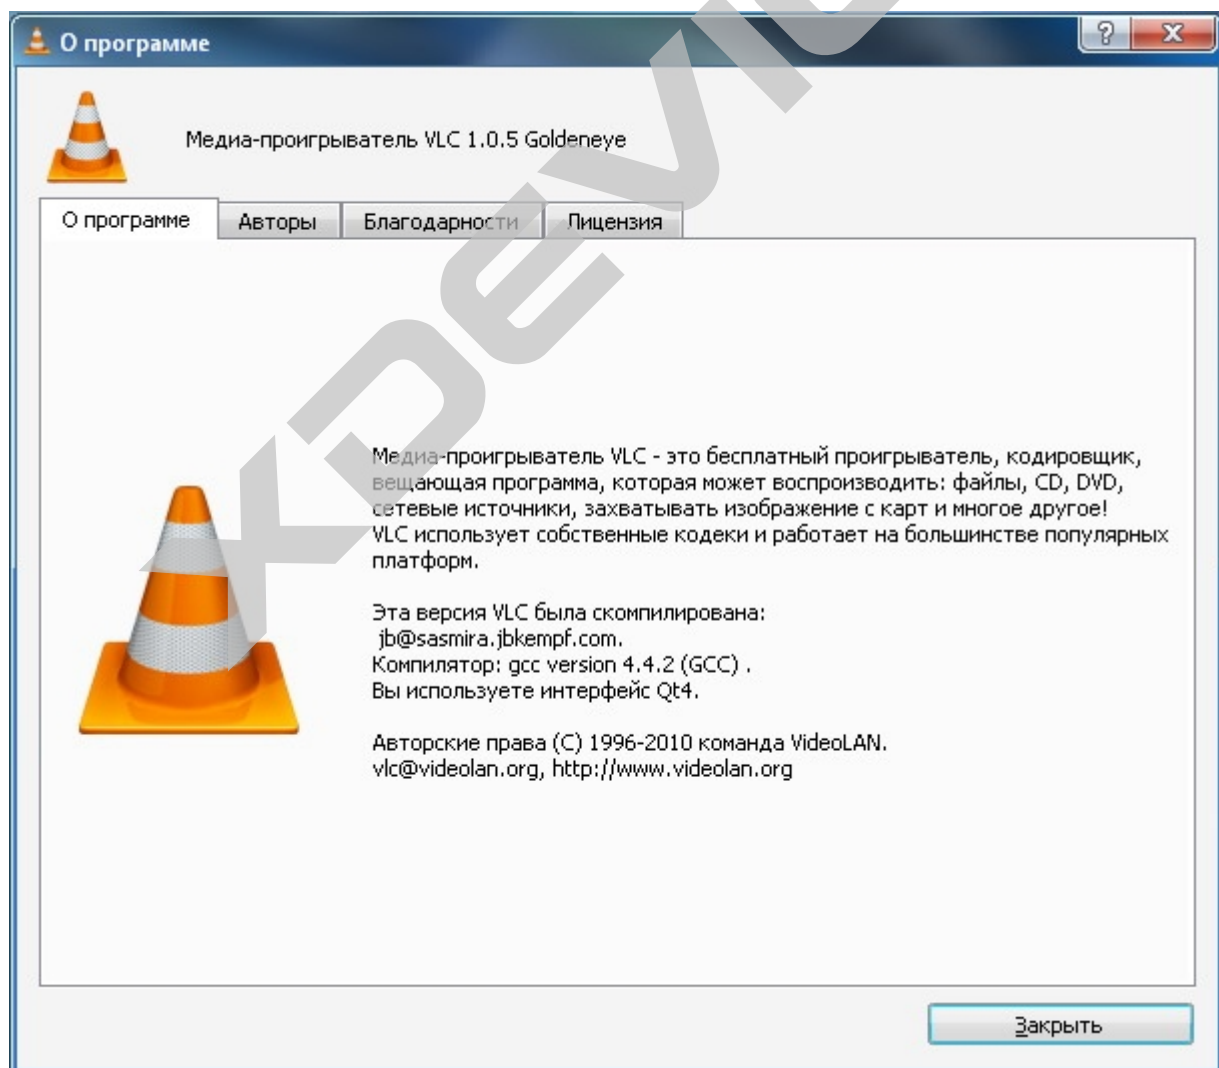 О программе
Медиа-проигрыватель VLC 1.0.5 Goldeneye
О программе Авторы Благодарности Лицензия
Медиа-проигрыватель VLC - это бесплатный проигрыватель, кодировщик,
вещающая программа, которая может воспроизводить: файлы, CD, DVD,
сетевые источники, захватывать изображение с карт и многое другое!
VLC использует собственные кодеки и работает на большинстве популярных
платформ.
Эта версия VLC была скомпилирована:
jb@sasmira.jbkempf.com.
Компилятор: gcc version 4.4.2 (GCC) .
Вы используете интерфейс Qt4.
Авторские права (C) 1996-2010 команда VideoLAN.
vlc@videolan.org, http://www.videolan.org
Закрыть